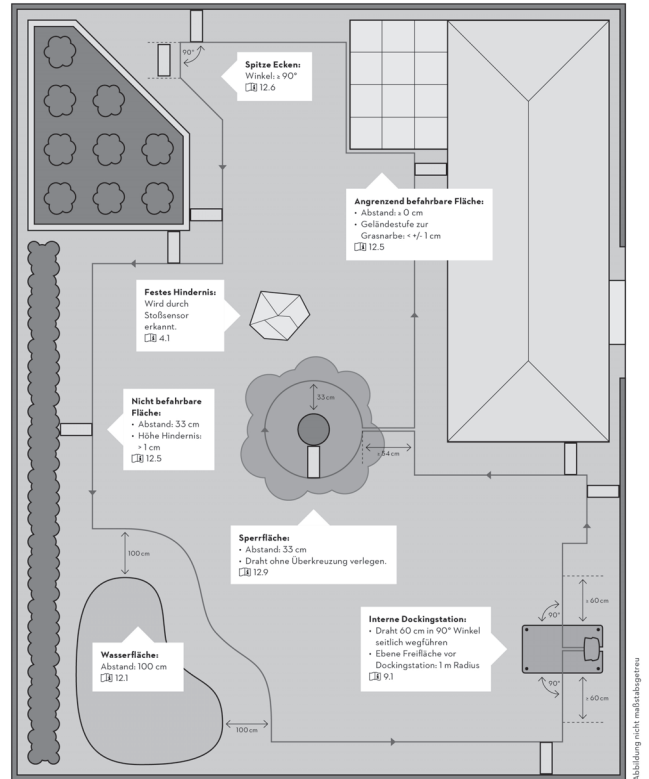 90°
Spitze Ecken:
Winkel: ≥ 90°
12.6
Angrenzend befahrbare Fläche:
• Abstand: ≥ 0 cm
• Geländestufe zur
Grasnarbe: < +/- 1 cm
12.5
Festes Hindernis:
Wird durch
Stoßsensor
erkannt.
4.1
33 cm
Nicht befahrbare
Fläche:
• Abstand: 33 cm
• Höhe Hindernis:
> 1 cm
12.5
≥ 54 cm
Sperrfläche:
• Abstand: 33 cm
• Draht ohne Überkreuzung verlegen.
12.9
100 cm
Interne Dockingstation:
• Draht 60 cm in 90° Winkel
seitlich wegführen
• Ebene Freifläche vor
Dockingstation: 1 m Radius
9.1
≥ 60 cm
90°
90°
≥ 60 cm
Wasserfläche:
Abstand: 100 cm
12.1
100 cm
Abbildung nicht maßstabsgetreu